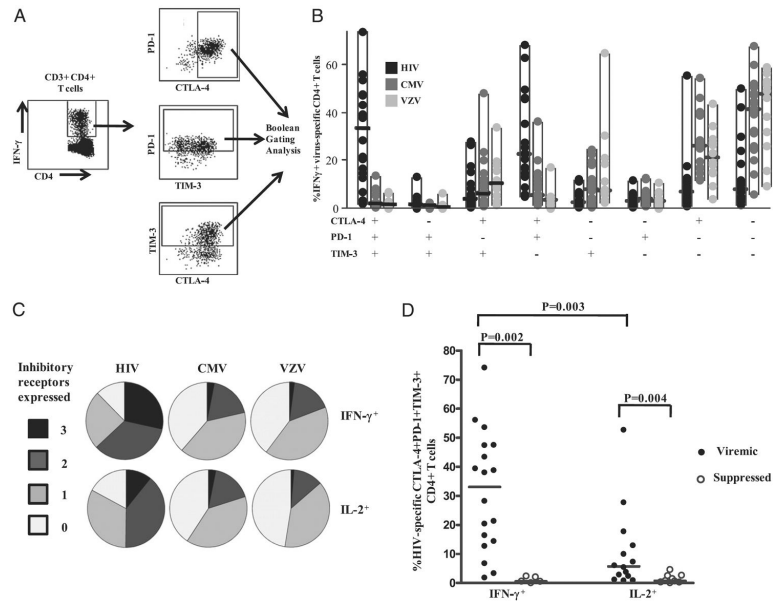 A
CD3+ CD4+
T cells
IFN-γ
CD4
PD-1
CTLA-4
PD-1
TIM-3
TIM-3
CTLA-4
Boolean
Gating
Analysis
B
%IFNγ+ virus-specific CD4+ T cells
60
40
20
0
HIV
CMV
VZV
CTLA-4 + - + + - - + -
PD-1 + + - + - + - -
TIM-3 + + + - + - - -
C
Inhibitory
receptors
expressed
3
2
1
0
HIV CMV VZV
IFN-γ+
IL-2+
D
P=0.003
P=0.002
P=0.004
%HIV-specific CTLA-4+PD-1+TIM-3+
CD4+ T cells
80
70
60
50
40
30
20
10
0
IFN-γ+ IL-2+
Viremic
Suppressed